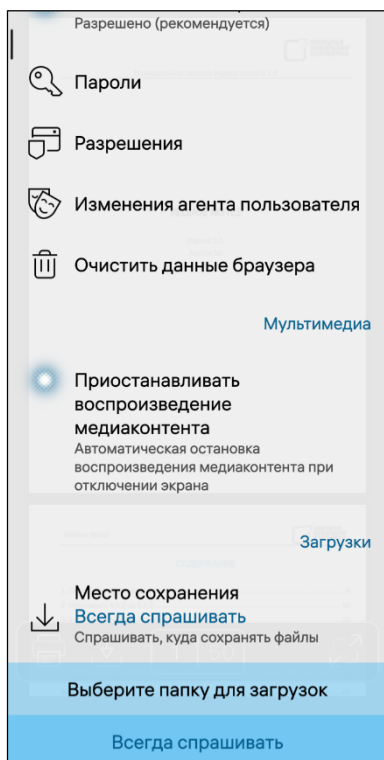 Разрешено (рекомендуется)
Пароли
Разрешения
Изменения агента пользователя
Очистить данные браузера
Мультимедиа
Приостанавливать
воспроизведение
медиаконтента
Автоматическая остановка
воспроизведения медиаконтента при
отключении экрана
Загрузки
Место сохранения
Всегда спрашивать
Спрашивать, куда сохранять файлы
Выберите папку для загрузок
Всегда спрашивать